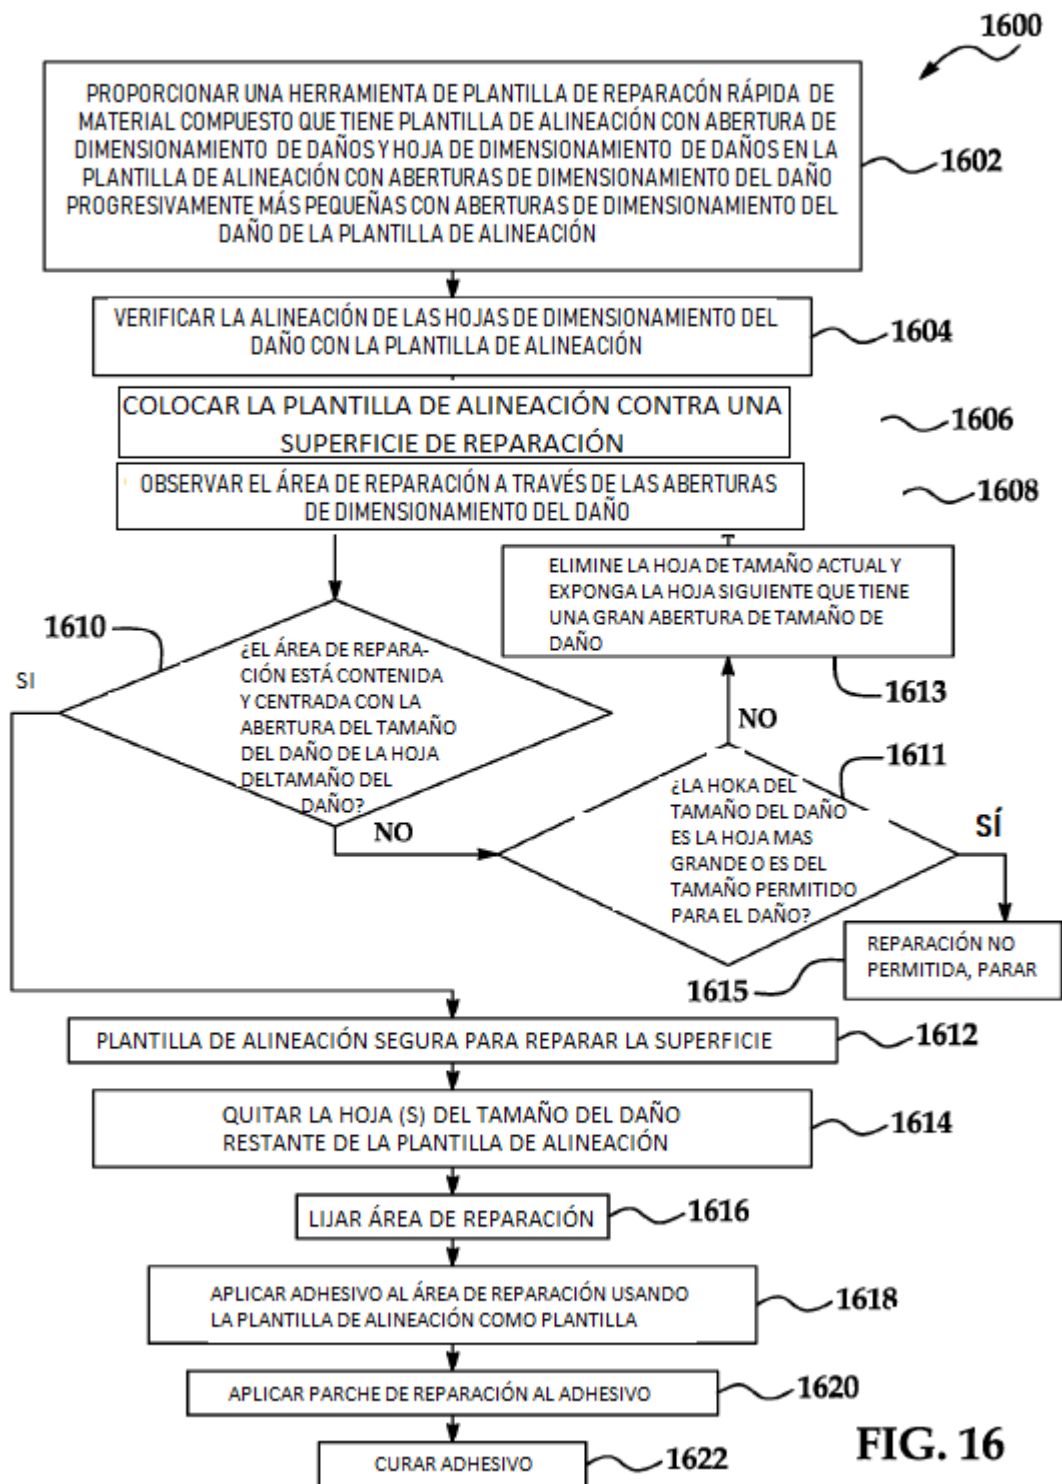 1600
PROPORCIONAR UNA HERRAMIENTA DE PLANTILLA DE REPARACÓN RÁPIDA DE
MATERIAL COMPUESTO QUE TIENE PLANTILLA DE ALINEACIÓN CON ABERTURA DE
DIMENSIONAMIENTO DE DAÑOS Y HOJA DE DIMENSIONAMIENTO DE DAÑOS EN LA
PLANTILLA DE ALINEACIÓN CON ABERTURAS DE DIMENSIONAMIENTO DEL DAÑO
PROGRESIVAMENTE MÁS PEQUEÑAS CON ABERTURAS DE DIMENSIONAMIENTO DEL
DAÑO DE LA PLANTILLA DE ALINEACIÓN
1602
VERIFICAR LA ALINEACIÓN DE LAS HOJAS DE DIMENSIONAMIENTO DEL
DAÑO CON LA PLANTILLA DE ALINEACIÓN
1604
COLOCAR LA PLANTILLA DE ALINEACIÓN CONTRA UNA
SUPERFICIE DE REPARACIÓN
1606
OBSERVAR EL ÁREA DE REPARACIÓN A TRAVÉS DE LAS ABERTURAS
DE DIMENSIONAMIENTO DEL DAÑO
1608
ELIMINE LA HOJA DE TAMAÑO ACTUAL Y
EXPONGA LA HOJA SIGUIENTE QUE TIENE
UNA GRAN ABERTURA DE TAMAÑO DE
DAÑO
1613
1610
SI
¿EL ÁREA DE REPARA-
CIÓN ESTÁ CONTENIDA
Y CENTRADA CON LA
ABERTURA DEL TAMAÑO
DEL DAÑO DE LA HOJA
DELTAMAÑO DEL
DAÑO?
NO
NO
1611
¿LA HOKA DEL
TAMAÑO DEL DAÑO
ES LA HOJA MAS
GRANDE O ES DEL
TAMAÑO PERMITIDO
PARA EL DAÑO?
SÍ
REPARACIÓN NO
PERMITIDA, PARAR
1615
PLANTILLA DE ALINEACIÓN SEGURA PARA REPARAR LA SUPERFICIE
1612
QUITAR LA HOJA (S) DEL TAMAÑO DEL DAÑO
RESTANTE DE LA PLANTILLA DE ALINEACIÓN
1614
LIJAR ÁREA DE REPARACIÓN
1616
APLICAR ADHESIVO AL ÁREA DE REPARACIÓN USANDO
LA PLANTILLA DE ALINEACIÓN COMO PLANTILLA
1618
APLICAR PARCHE DE REPARACIÓN AL ADHESIVO
1620
CURAR ADHESIVO
1622
FIG. 16